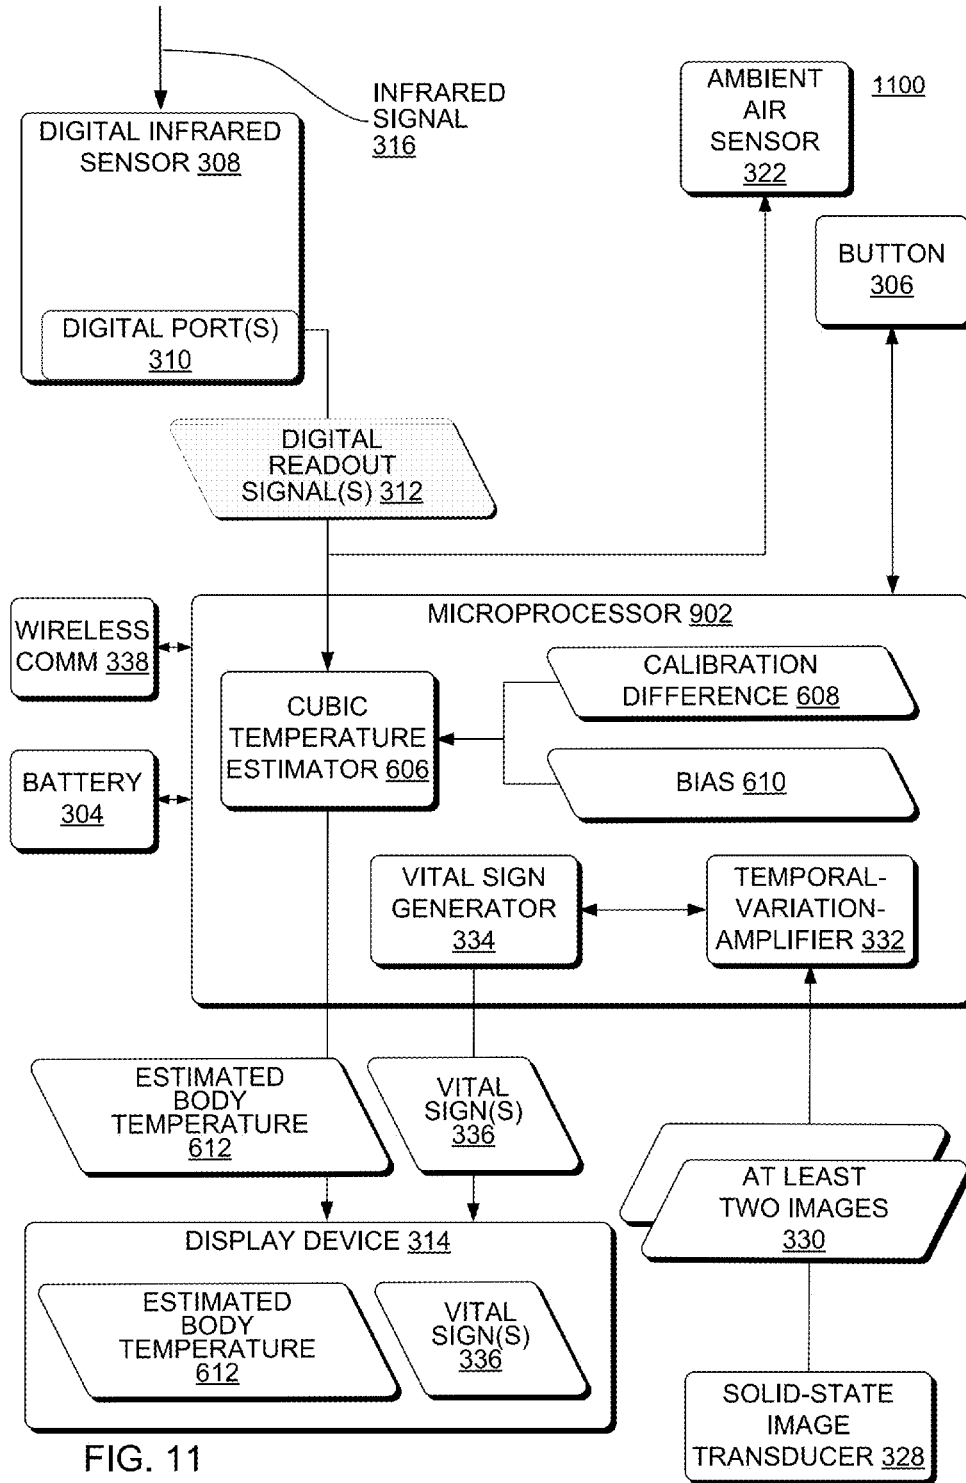 INFRARED
SIGNAL
316
AMBIENT
AIR
SENSOR
322
1100
DIGITAL INFRARED
SENSOR 308
BUTTON
306
DIGITAL PORT(S)
310
DIGITAL
READOUT
SIGNAL(S) 312
MICROPROCESSOR 902
WIRELESS
COMM 338
CUBIC
TEMPERATURE
ESTIMATOR 606
CALIBRATION
DIFFERENCE 608
BATTERY
304
BIAS 610
VITAL SIGN
GENERATOR
334
TEMPORAL-
VARIATION-
AMPLIFIER 332
ESTIMATED
BODY
TEMPERATURE
612
VITAL
SIGN(S)
336
AT LEAST
TWO IMAGES
330
DISPLAY DEVICE 314
ESTIMATED
BODY
TEMPERATURE
612
VITAL
SIGN(S)
336
SOLID-STATE
IMAGE
TRANSDUCER 328
FIG. 11